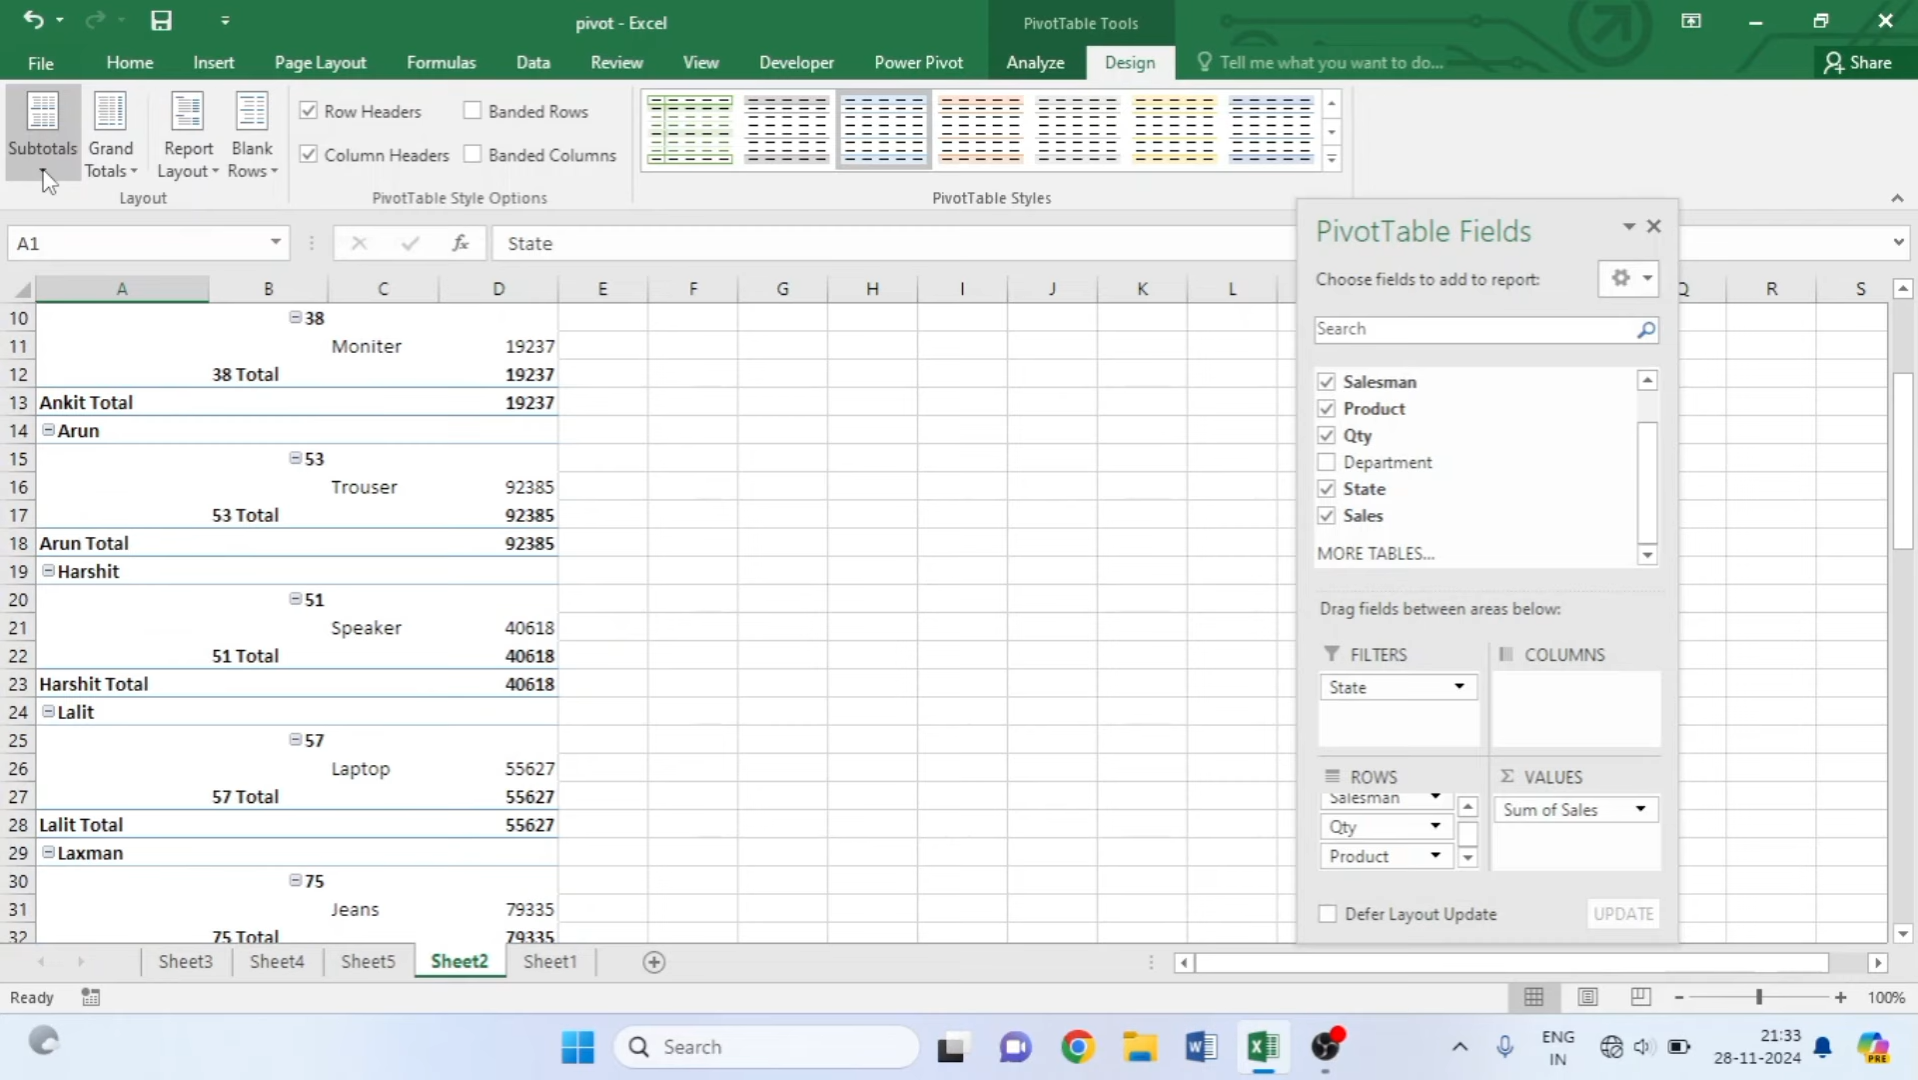 pivot - Excel
PivotTable Tools
File Home Insert Page Layout Formulas Data Review View Developer Power Pivot Analyze Design Tell me what you want to do... Share
Subtotals
Grand Totals
Report Layout
Blank Rows
Row Headers
Banded Rows
Column Headers
Banded Columns
Layout
PivotTable Style Options
PivotTable Styles
A1
fx
State
A B C D E F G H I J K L Q R S
10 38
11 Moniter 19237
12 38 Total 19237
13 Ankit Total 19237
14 Arun
15 53
16 Trouser 92385
17 53 Total 92385
18 Arun Total 92385
19 Harshit
20 51
21 Speaker 40618
22 51 Total 40618
23 Harshit Total 40618
24 Lalit
25 57
26 Laptop 55627
27 57 Total 55627
28 Lalit Total 55627
29 Laxman
30 75
31 Jeans 79335
32 75 Total 79335
PivotTable Fields
Choose fields to add to report:
Search
Salesman
Product
Qty
Department
State
Sales
MORE TABLES...
Drag fields between areas below:
FILTERS
State
COLUMNS
ROWS
Salesman
Qty
Product
Σ VALUES
Sum of Sales
Defer Layout Update
UPDATE
Sheet3 Sheet4 Sheet5 Sheet2 Sheet1
Ready
100%
Search
ENG
IN
21:33
28-11-2024
PRE